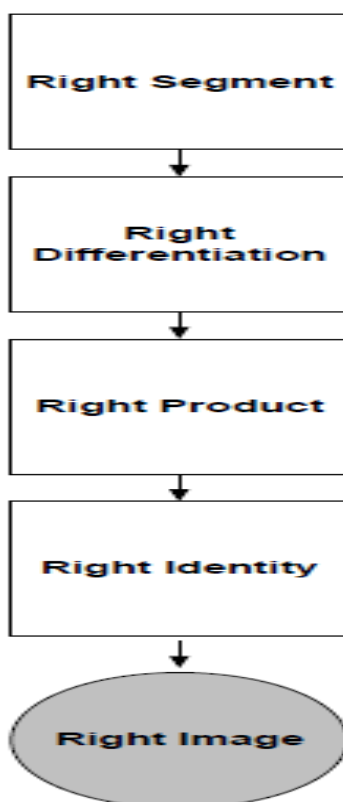 Right Segment
Right
Differentiation
Right Product
Right Identity
Right Image